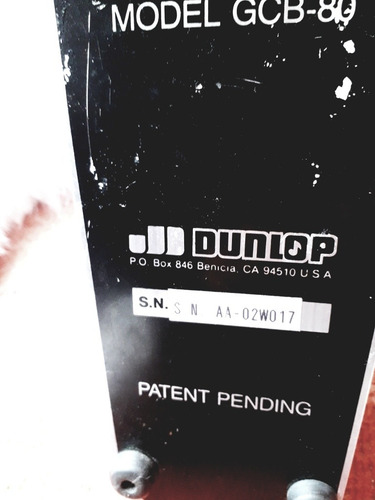 MODEL GCB-80
DUNLOP
P.O. Box 846 Benicia, CA 94510 U S A
S.N. S N AA-02W017
PATENT PENDING